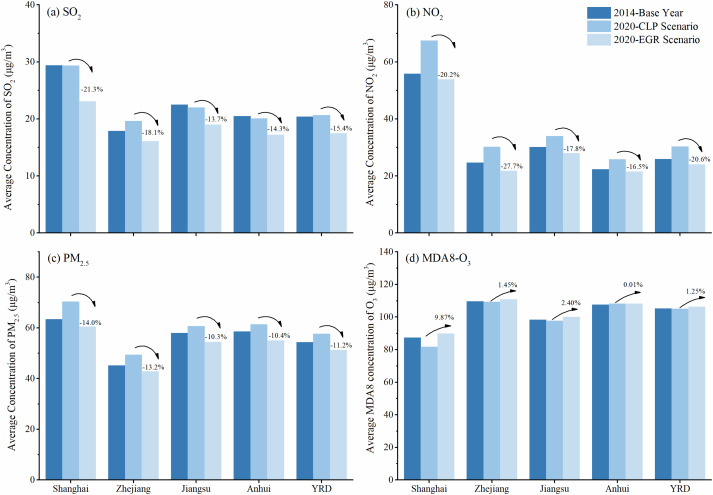 (a) SO2
Average Concentration of SO2 (μg/m3)
40
30
20
10
0
-21.3%
-18.1%
-13.7%
-14.3%
-15.4%
(b) NO2
2014-Base Year
2020-CLP Scenario
2020-EGR Scenario
Average Concentration of NO2 (μg/m3)
80
60
40
20
0
-20.2%
-27.7%
-17.8%
-16.5%
-20.6%
(c) PM2.5
Average Concentration of PM2.5 (μg/m3)
80
60
40
20
0
-14.0%
-13.2%
-10.3%
-10.4%
-11.2%
Shanghai
Zhejiang
Jiangsu
Anhui
YRD
(d) MDA8-O3
Average MDA8 concentration of O3 (μg/m3)
140
120
100
80
60
40
20
0
9.87%
1.45%
2.40%
0.01%
1.25%
Shanghai
Zhejiang
Jiangsu
Anhui
YRD